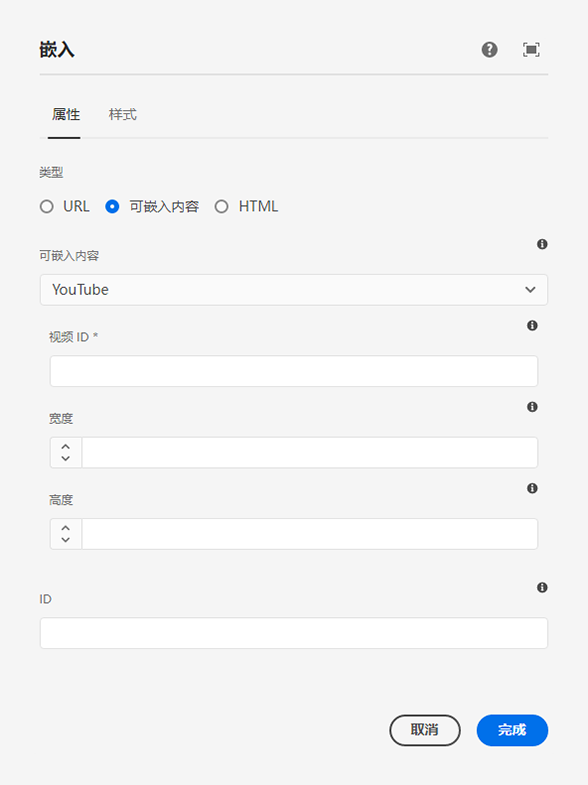 嵌入
属性 样式
类型
URL 可嵌入内容 HTML
可嵌入内容
YouTube
视频 ID *
宽度
高度
ID
取消 完成